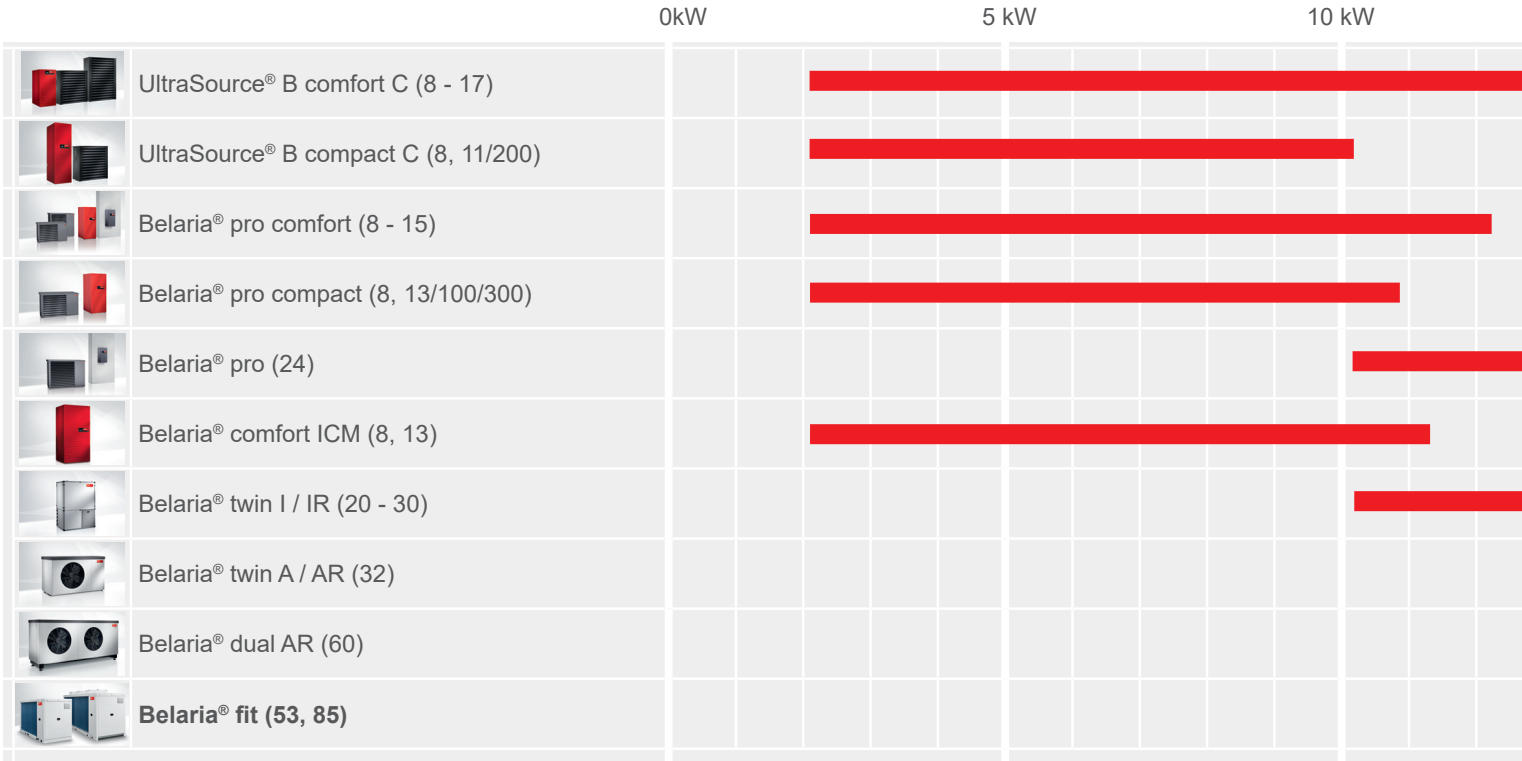 0kW 5 kW 10 kW
UltraSource® B comfort C (8 - 17)
UltraSource® B compact C (8, 11/200)
Belaria® pro comfort (8 - 15)
Belaria® pro compact (8, 13/100/300)
Belaria® pro (24)
Belaria® comfort ICM (8, 13)
Belaria® twin I / IR (20 - 30)
Belaria® twin A / AR (32)
Belaria® dual AR (60)
Belaria® fit (53, 85)